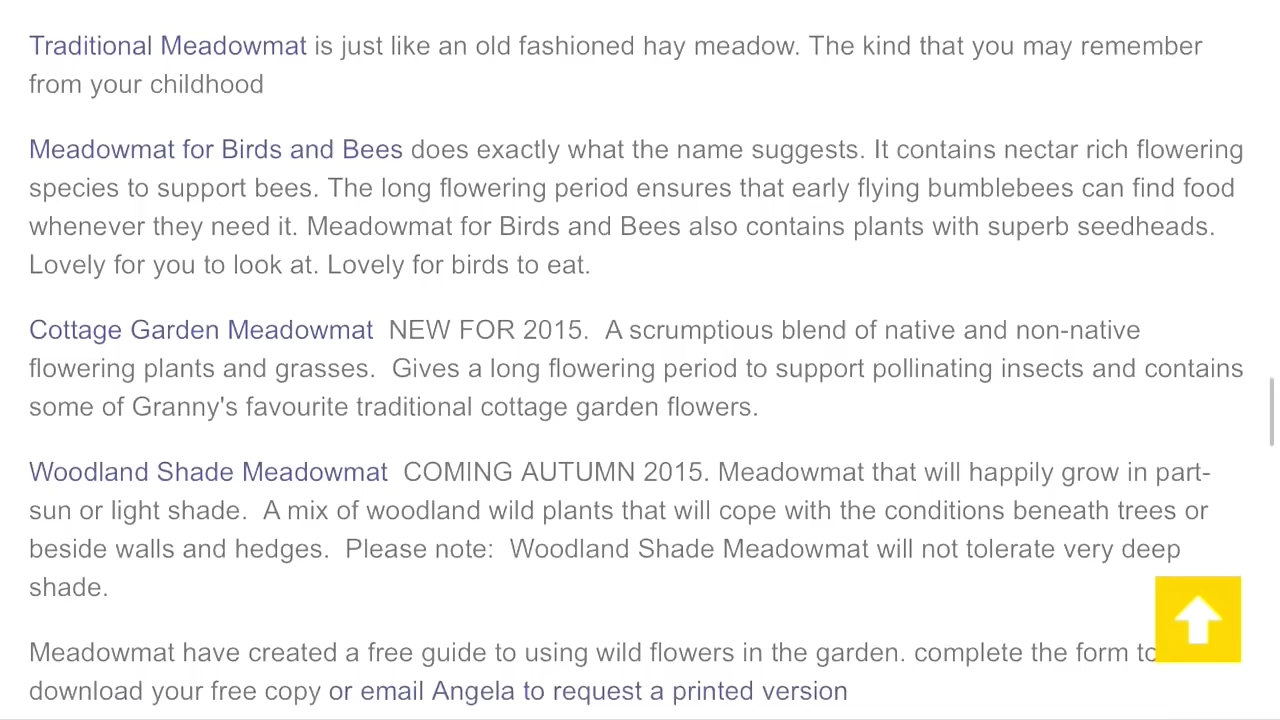 Traditional Meadowmat is just like an old fashioned hay meadow. The kind that you may remember
from your childhood
Meadowmat for Birds and Bees does exactly what the name suggests. It contains nectar rich flowering
species to support bees. The long flowering period ensures that early flying bumblebees can find food
whenever they need it. Meadowmat for Birds and Bees also contains plants with superb seedheads.
Lovely for you to look at. Lovely for birds to eat.
Cottage Garden Meadowmat  NEW FOR 2015.  A scrumptious blend of native and non-native
flowering plants and grasses.  Gives a long flowering period to support pollinating insects and contains
some of Granny's favourite traditional cottage garden flowers.
Woodland Shade Meadowmat  COMING AUTUMN 2015. Meadowmat that will happily grow in part-
sun or light shade.  A mix of woodland wild plants that will cope with the conditions beneath trees or
beside walls and hedges.  Please note:  Woodland Shade Meadowmat will not tolerate very deep
shade.
Meadowmat have created a free guide to using wild flowers in the garden. complete the form to
download your free copy or email Angela to request a printed version